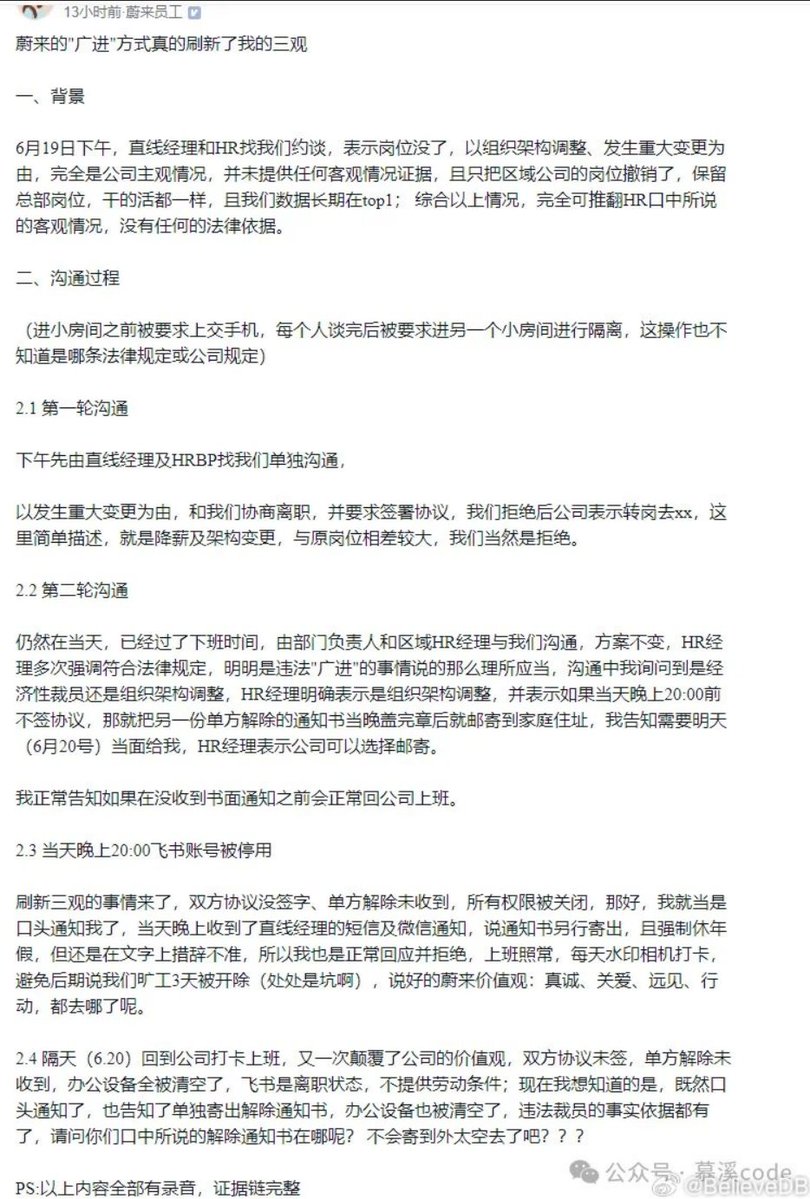 13小时前·蔚来员工
蔚来的"广进"方式真的刷新了我的三观
一、背景
6月19日下午，直线经理和HR找我们约谈，表示岗位没了，以组织架构调整、发生重大变更为
由，完全是公司主观情况，并未提供任何客观情况证据，且只把区域公司的岗位撤销了，保留
总部岗位，干的活都一样，且我们数据长期在top1； 综合以上情况，完全可推翻HR口中所说
的客观情况，没有任何的法律依据。
二、沟通过程
（进小房间之前被要求上交手机，每个人谈完后被要求进另一个小房间进行隔离，这操作也不
知道是哪条法律规定或公司规定）
2.1 第一轮沟通
下午先由直线经理及HRBP找我们单独沟通，
以发生重大变更为由，和我们协商离职，并要求签署协议，我们拒绝后公司表示转岗去xx，这
里简单描述，就是降薪及架构变更，与原岗位相差较大，我们当然是拒绝。
2.2 第二轮沟通
仍然在当天，已经过了下班时间，由部门负责人和区域HR经理与我们沟通，方案不变，HR经
理多次强调符合法律规定，明明是违法"广进"的事情说的那么理所应当，沟通中我询问到是经
济性裁员还是组织架构调整，HR经理明确表示是组织架构调整，并表示如果当天晚上20:00前
不签协议，那就把另一份单方解除的通知书当晚盖完章后就邮寄到家庭住址，我告知需要明天
（6月20号）当面给我，HR经理表示公司可以选择邮寄。
我正常告知如果在没收到书面通知之前会正常回公司上班。
2.3 当天晚上20:00飞书账号被停用
刷新三观的事情来了，双方协议没签字、单方解除未收到，所有权限被关闭，那好，我就当是
口头通知我了，当天晚上收到了直线经理的短信及微信通知，说通知书另行寄出，且强制休年
假，但还是在文字上措辞不准，所以我也是正常回应并拒绝，上班照常，每天水印相机打卡，
避免后期说我们旷工3天被开除（处处是坑啊），说好的蔚来价值观：真诚、关爱、远见、行
动，都去哪了呢。
2.4 隔天（6.20）回到公司打卡上班，又一次颠覆了公司的价值观，双方协议未签，单方解除未
收到，办公设备全被清空了，飞书是离职状态，不提供劳动条件；现在我想知道的是，既然口
头通知了，也告知了单独寄出解除通知书，办公设备也被清空了，违法裁员的事实依据都有
了，请问你们口中所说的解除通知书在哪呢？ 不会寄到外太空去了吧？？？
PS:以上内容全部有录音，证据链完整
公众号·慕溪code
@BelieveDB